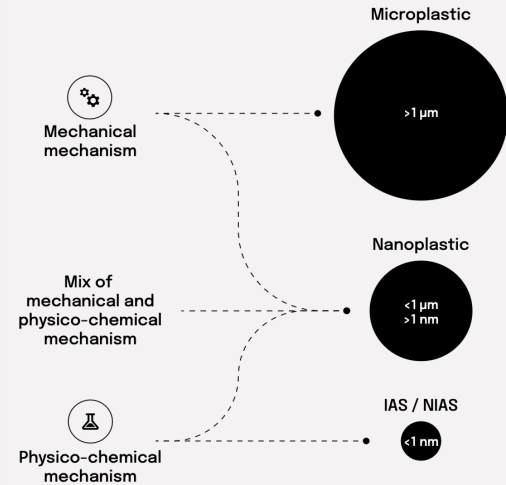 Microplastic
>1 µm
Mechanical
mechanism
Nanoplastic
Mix of
mechanical and
physico-chemical
mechanism
<1 µm
>1 nm
IAS / NIAS
<1 nm
Physico-chemical
mechanism